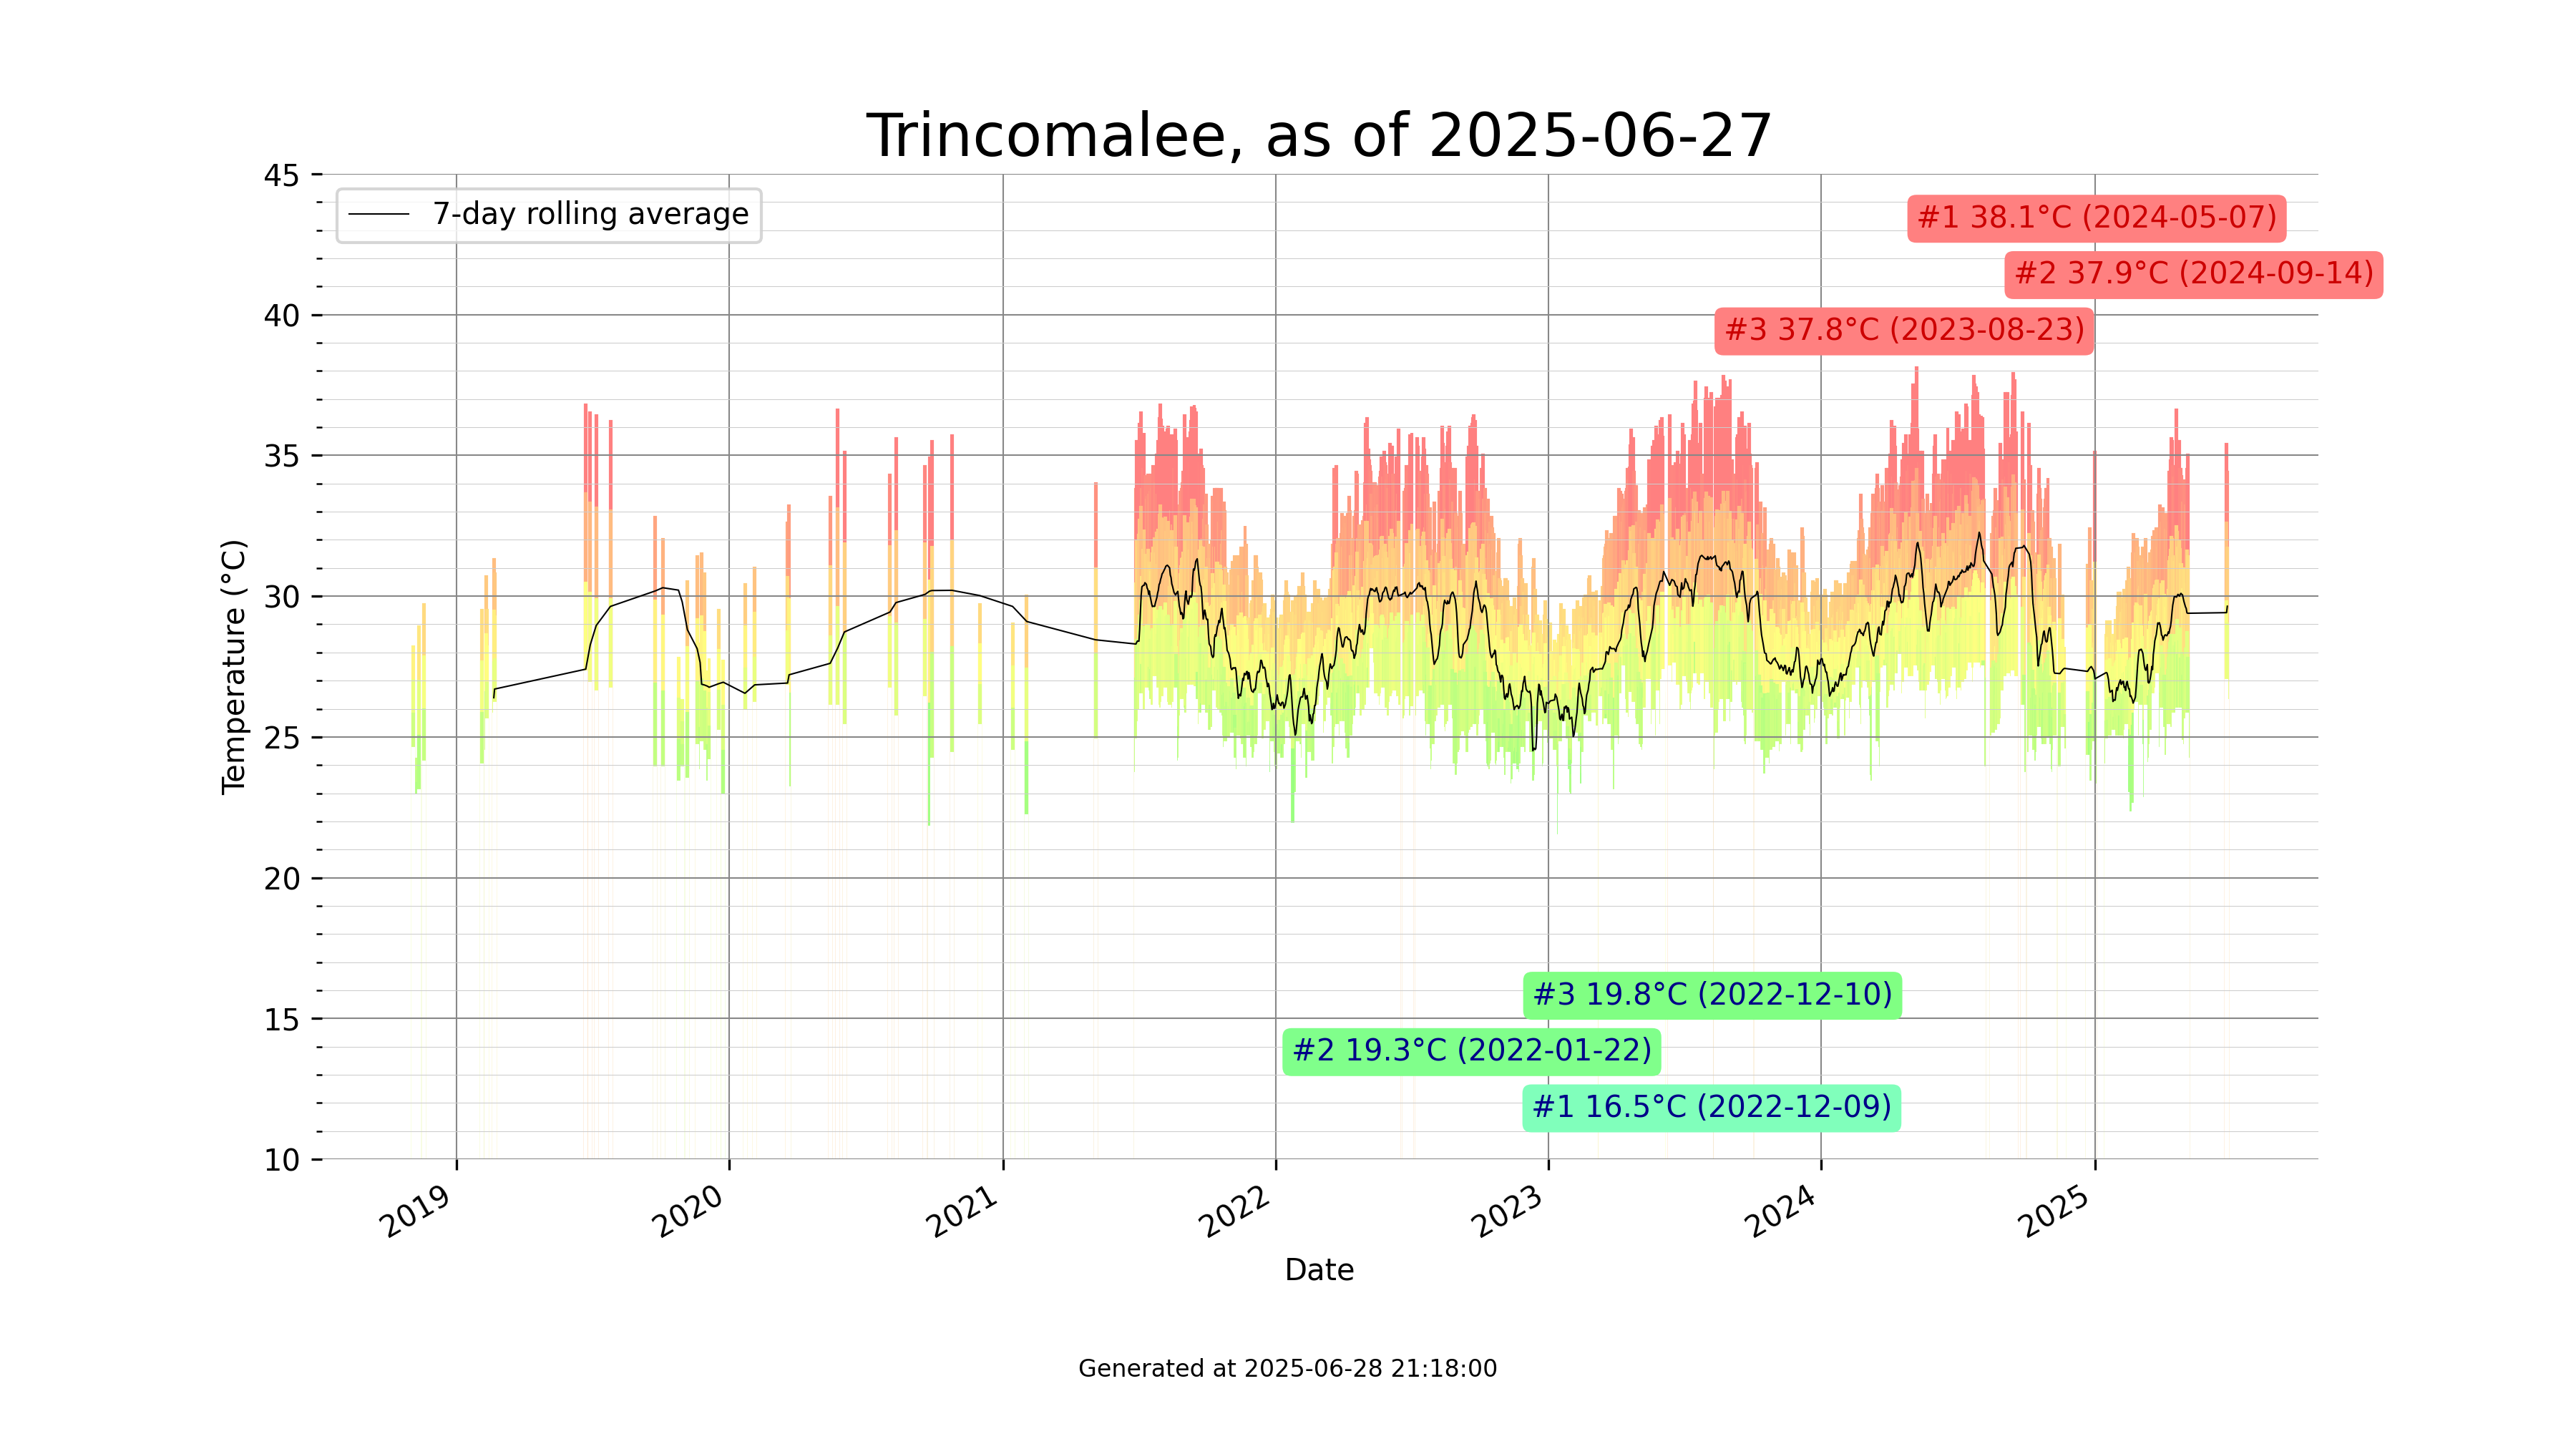 Trincomalee, as of 2025-06-27
45
7-day rolling average
#1 38.1°C (2024-05-07)
#2 37.9°C (2024-09-14)
40
#3 37.8°C (2023-08-23)
35
30
Temperature (°C)
25
20
#3 19.8°C (2022-12-10)
15
#2 19.3°C (2022-01-22)
#1 16.5°C (2022-12-09)
10
2019 2020 2021 2022 2023 2024 2025
Date
Generated at 2025-06-28 21:18:00